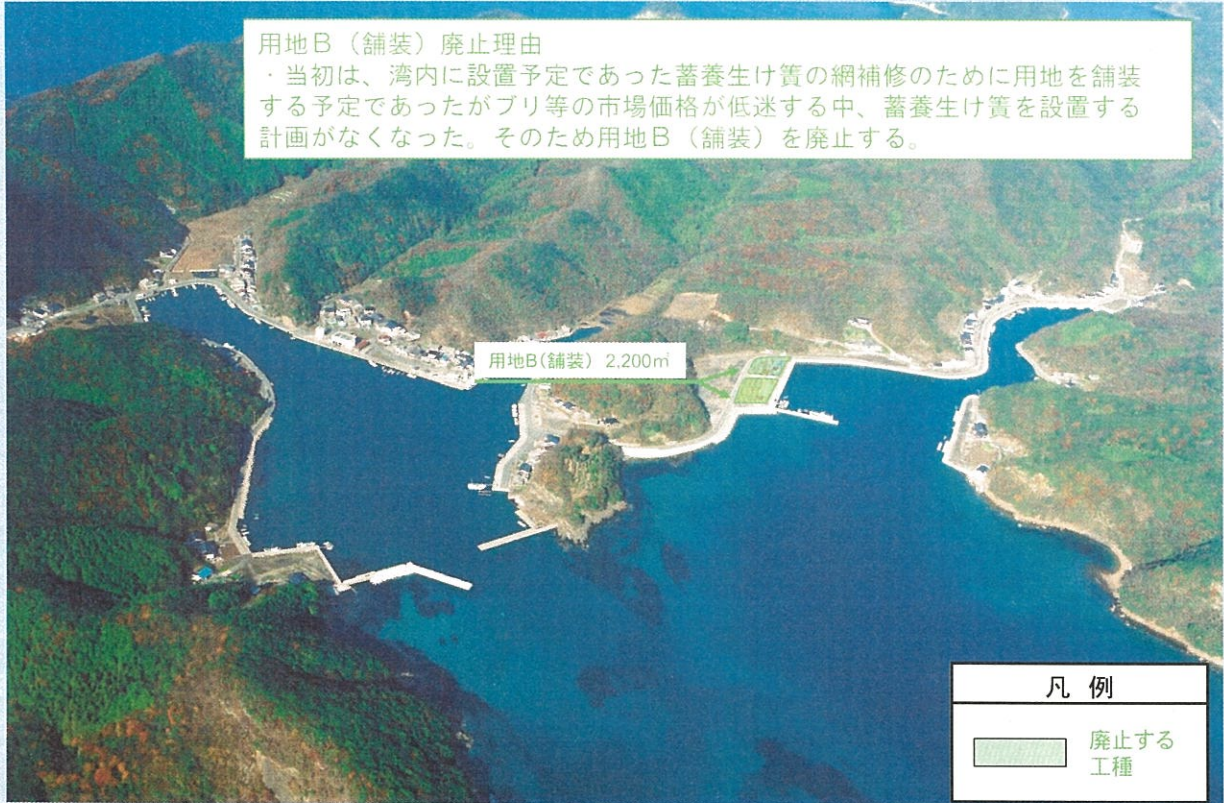 用地B（舗装）廃止理由
・当初は、湾内に設置予定であった蓄養生け簀の網補修のために用地を舗装
する予定であったがブリ等の市場価格が低迷する中、蓄養生け簀を設置する
計画がなくなった。そのため用地B（舗装）を廃止する。
用地B(舗装) 2,200㎡
凡 例
廃止する
工種